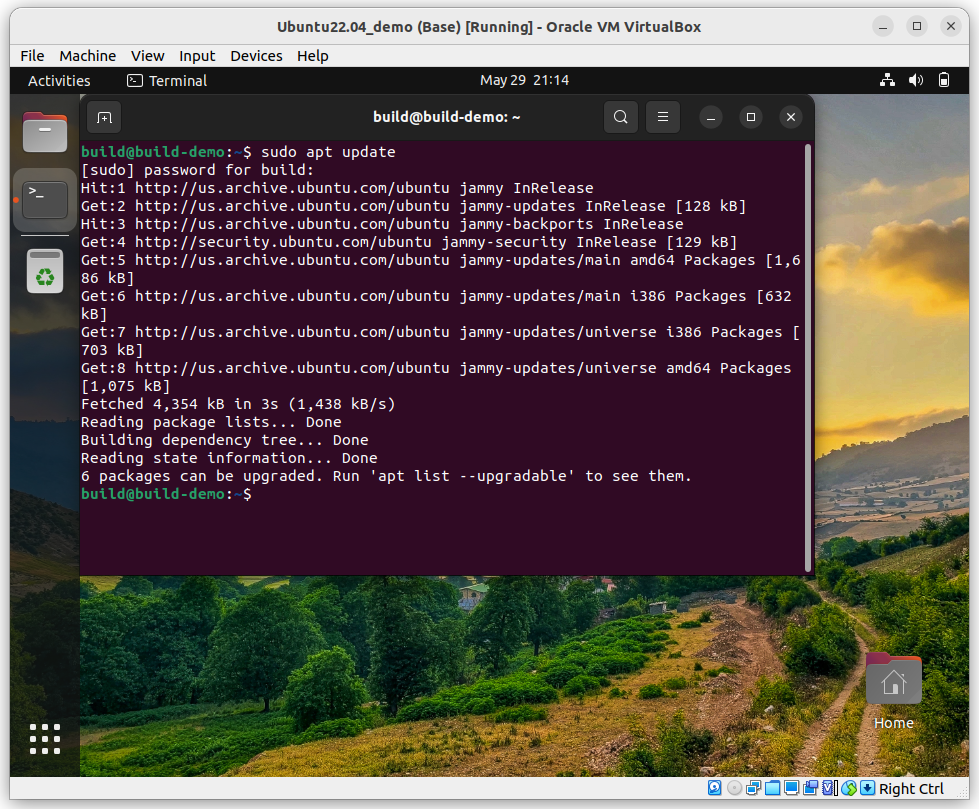 Ubuntu22.04_demo (Base) [Running] - Oracle VM VirtualBox
File Machine View Input Devices Help
Activities Terminal May 29 21:14
build@build-demo: ~
build@build-demo:~$ sudo apt update
[sudo] password for build:
Hit:1 http://us.archive.ubuntu.com/ubuntu jammy InRelease
Get:2 http://us.archive.ubuntu.com/ubuntu jammy-updates InRelease [128 kB]
Hit:3 http://us.archive.ubuntu.com/ubuntu jammy-backports InRelease
Get:4 http://security.ubuntu.com/ubuntu jammy-security InRelease [129 kB]
Get:5 http://us.archive.ubuntu.com/ubuntu jammy-updates/main amd64 Packages [1,6
86 kB]
Get:6 http://us.archive.ubuntu.com/ubuntu jammy-updates/main i386 Packages [632
kB]
Get:7 http://us.archive.ubuntu.com/ubuntu jammy-updates/universe i386 Packages [
703 kB]
Get:8 http://us.archive.ubuntu.com/ubuntu jammy-updates/universe amd64 Packages
[1,075 kB]
Fetched 4,354 kB in 3s (1,438 kB/s)
Reading package lists... Done
Building dependency tree... Done
Reading state information... Done
6 packages can be upgraded. Run 'apt list --upgradable' to see them.
build@build-demo:~$
Home
Right Ctrl